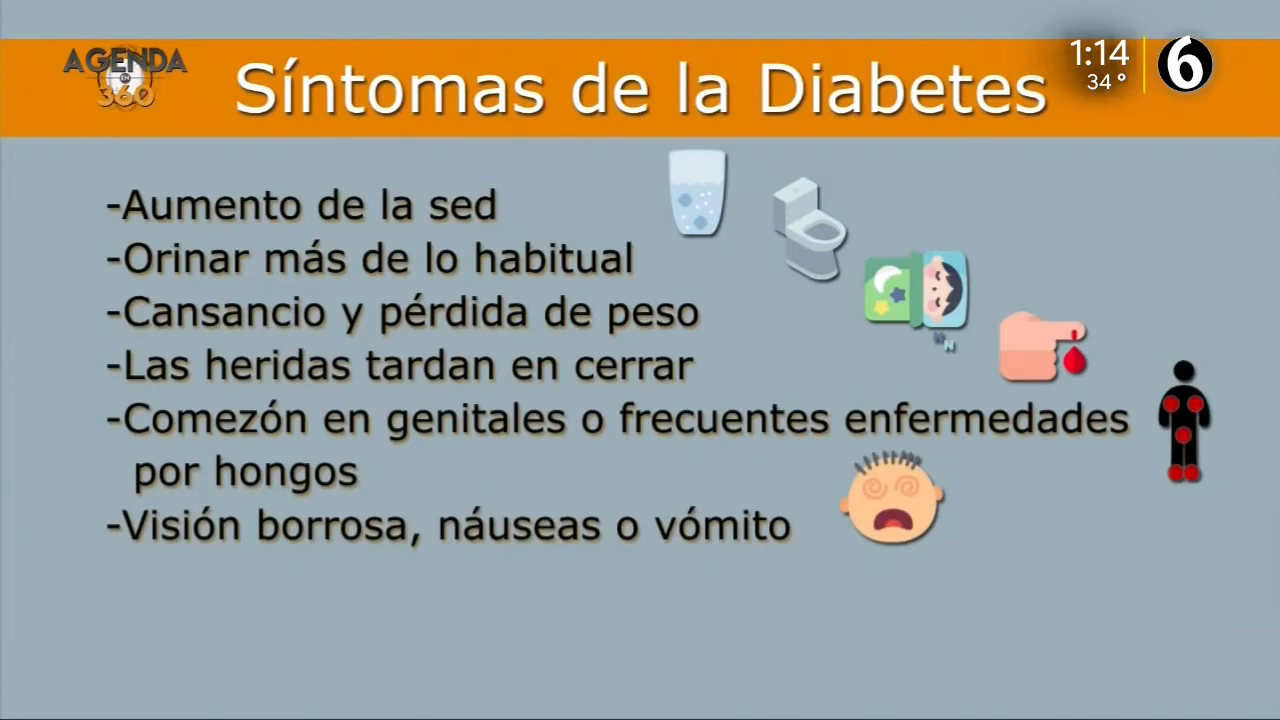 AGENDA
EN
360
Síntomas de la Diabetes
1:14
34°
6
-Aumento de la sed
-Orinar más de lo habitual
-Cansancio y pérdida de peso
-Las heridas tardan en cerrar
-Comezón en genitales o frecuentes enfermedades
por hongos
-Visión borrosa, náuseas o vómito